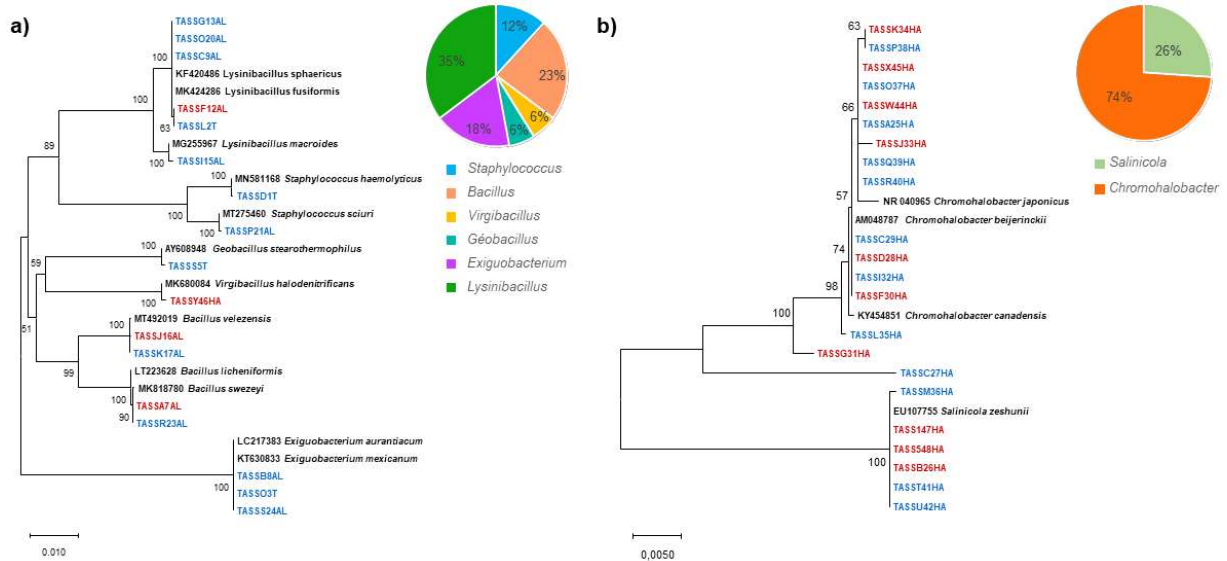 a)
TASSG13AL
TASSO20AL
TASSC9AL
KF420486 Lysinibacillus sphaericus
MK424286 Lysinibacillus fusiformis
TASSF12AL
TASSL2T
MG255967 Lysinibacillus macroides
TASSI15AL
MN581168 Staphylococcus haemolyticus
TASSD1T
MT275460 Staphylococcus sciuri
TASSP21AL
AY608948 Geobacillus stearothermophilus
TASSS5T
MK680084 Virgibacillus halodenitrificans
TASSY46HA
MT492019 Bacillus velezensis
TASSJ16AL
TASSK17AL
LT223628 Bacillus licheniformis
MK818780 Bacillus swezeyi
TASSA7AL
TASSR23AL
LC217383 Exiguobacterium aurantiacum
KT630833 Exiguobacterium mexicanum
TASSB8AL
TASSO3T
TASSS24AL
100
100
63
100
89
100
100
100
100
59
100
51
100
99
100
90
100
0.010
12%
23%
6%
6%
18%
35%
Staphylococcus
Bacillus
Virgibacillus
Géobacillus
Exiguobacterium
Lysinibacillus
b)
TASSK34HA
TASSP38HA
TASSX45HA
TASSO37HA
TASSW44HA
TASSA25HA
TASSJ33HA
TASSQ39HA
TASSR40HA
NR 040965 Chromohalobacter japonicus
AM048787 Chromohalobacter beijerinckii
TASSC29HA
TASSD28HA
TASSI32HA
TASSF30HA
KY454851 Chromohalobacter canadensis
TASSL35HA
TASSG31HA
TASSC27HA
TASSM36HA
EU107755 Salinicola zeshunii
TASS147HA
TASS548HA
TASSB26HA
TASST41HA
TASSU42HA
63
66
57
74
98
100
100
0,0050
26%
74%
Salinicola
Chromohalobacter